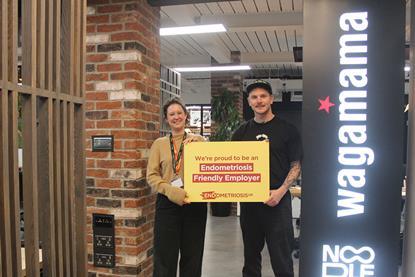 We're proud to be an
Endometriosis
Friendly Employer
ENDOMETRIOSIS UK
wagamama
NOODLE